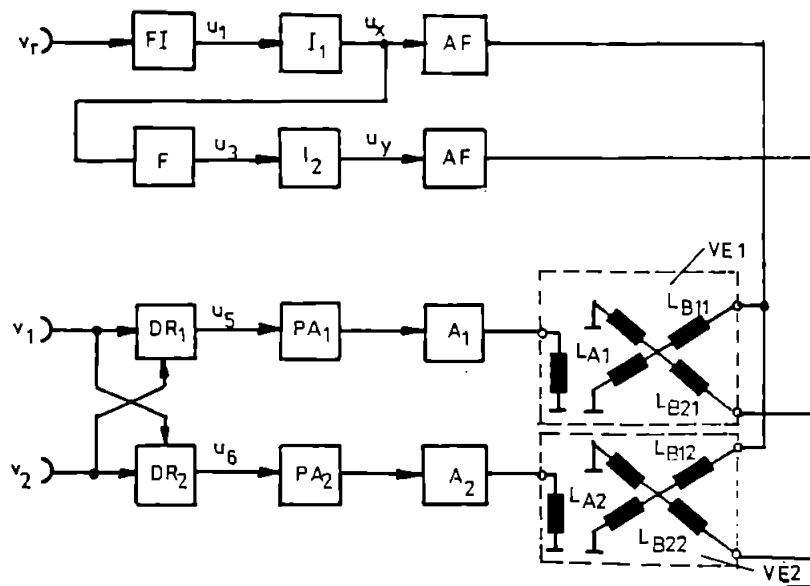 v_r FI u_1 I_1 u_x AF
F u_3 I_2 u_y AF
VE1
v_1 DR_1 u_5 PA_1 A_1 L_A1 L_B11
L_B21
v_2 DR_2 u_6 PA_2 A_2 L_A2 L_B12
L_B22
VE2